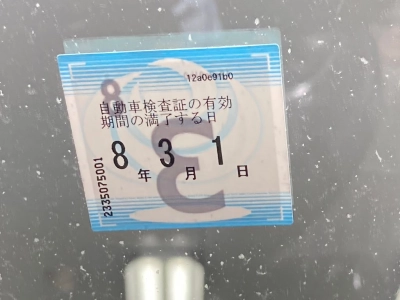 12a0e91b0
自動車検査証の有効
期間の満了する日
8年3月1日
2335075001